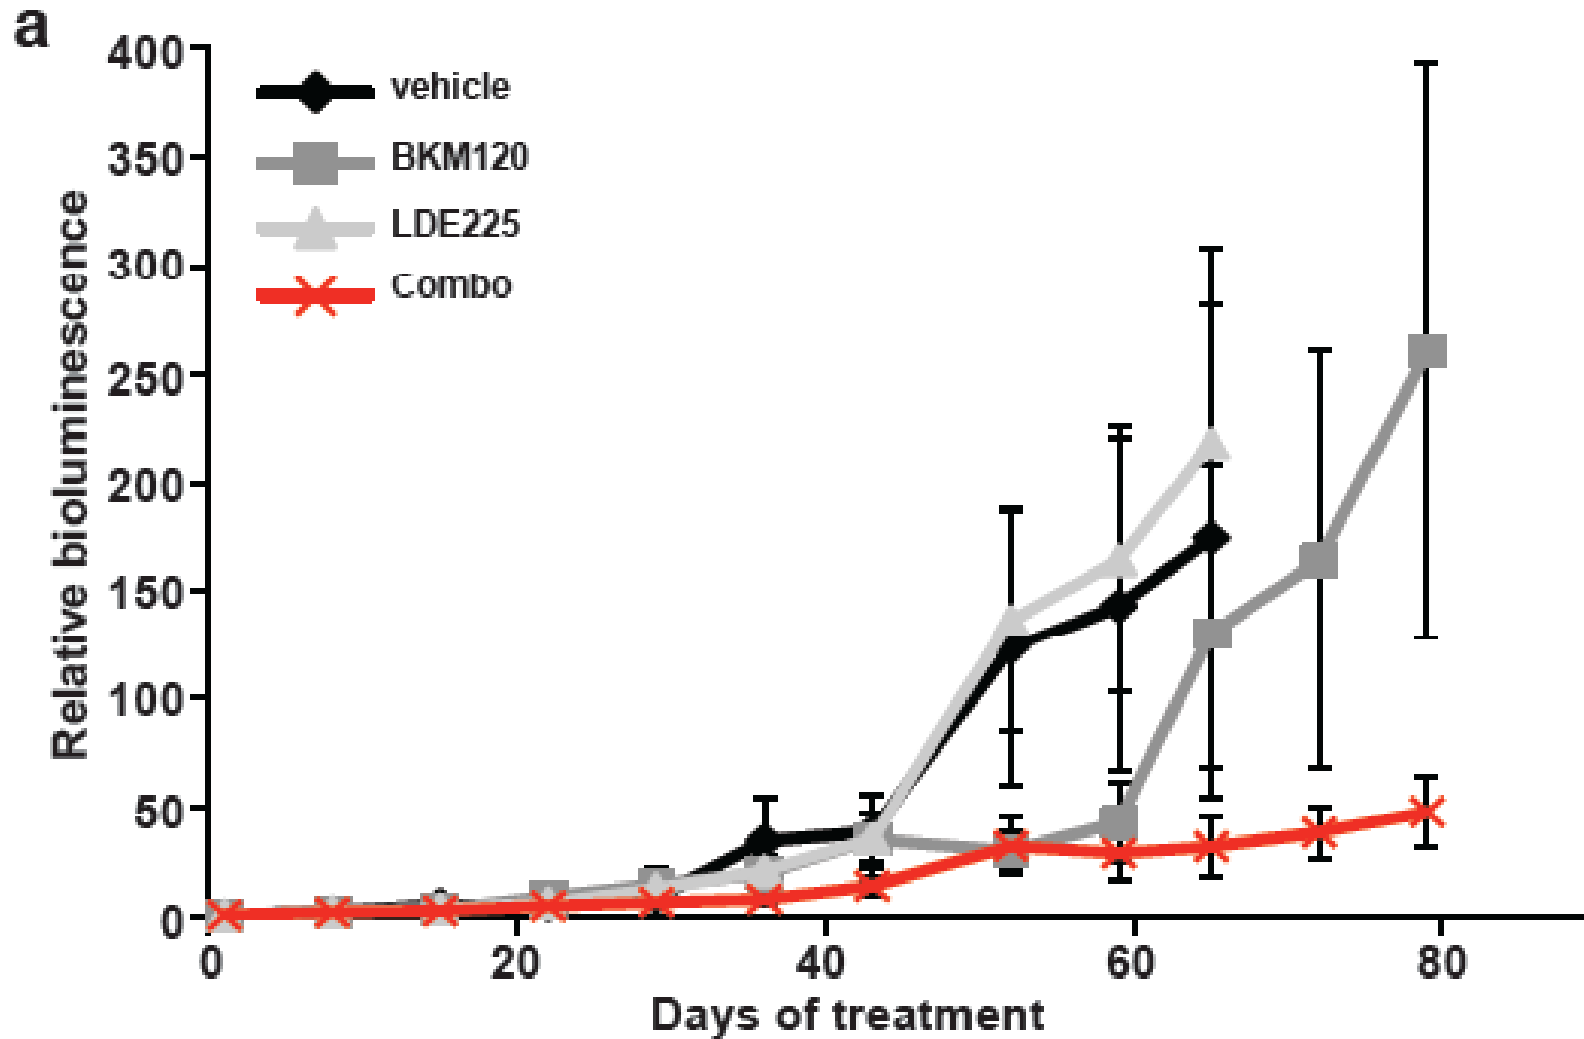 a
400
350
300
250
200
150
100
50
0
Relative bioluminescence
vehicle
BKM120
LDE225
Combo
0 20 40 60 80
Days of treatment